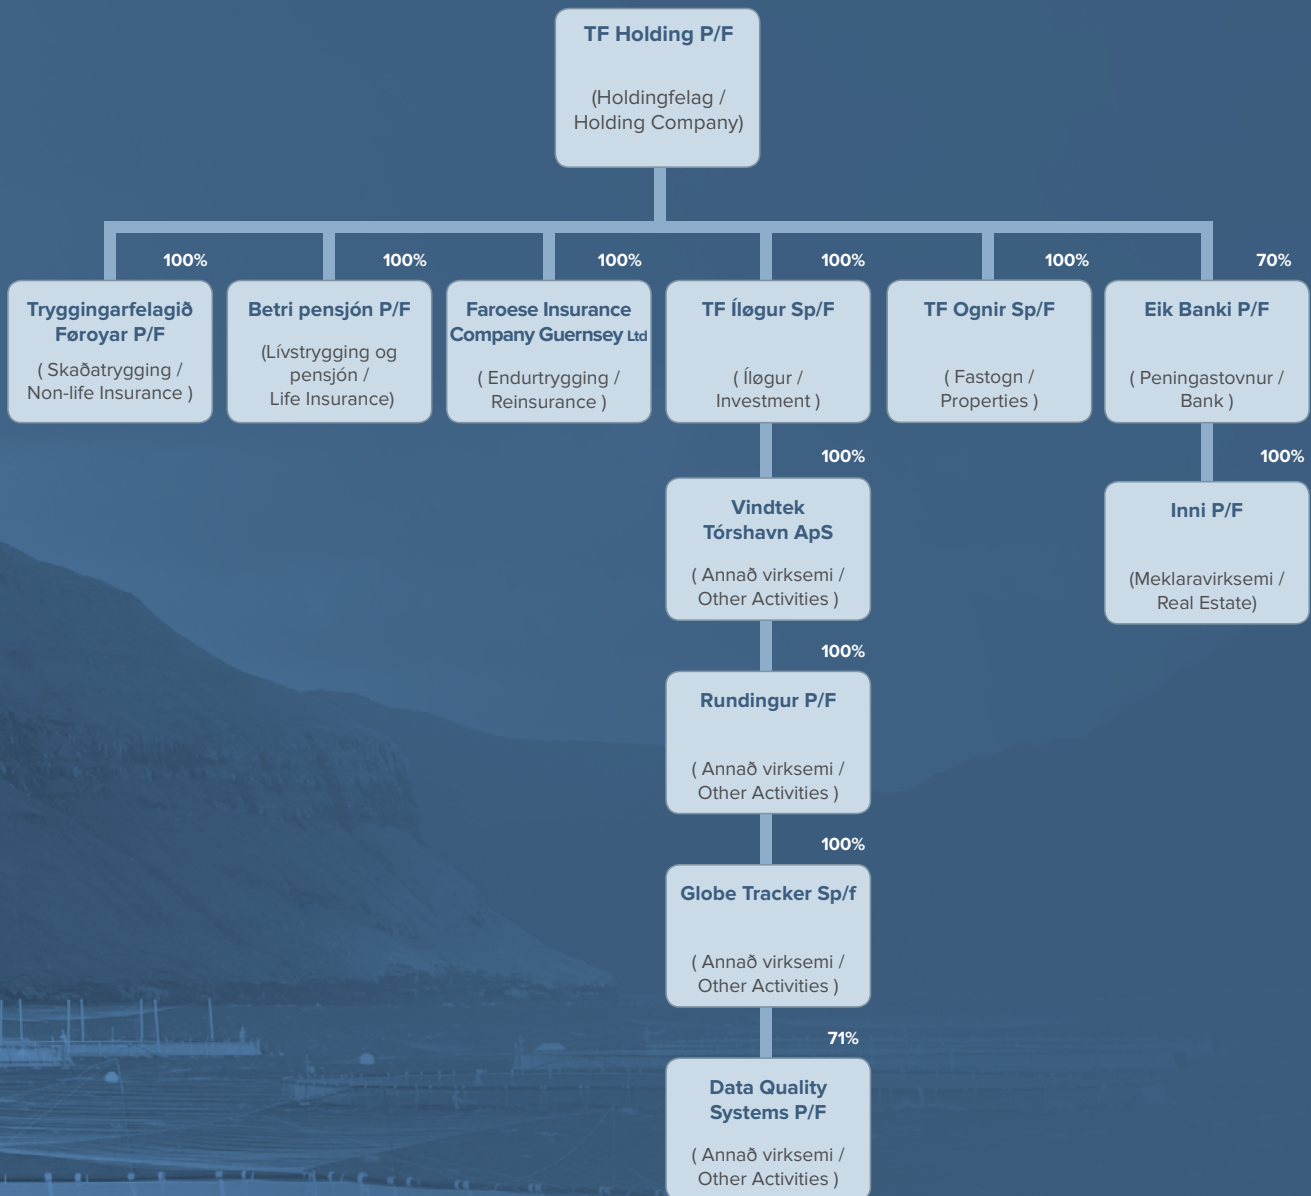 TF Holding P/F
(Holdingfelag /
Holding Company)
100%
Tryggingarfelagið
Føroyar P/F
( Skaðatrygging /
Non-life Insurance )
100%
Betri pensjón P/F
(Lívstrygging og
pensjón /
Life Insurance)
100%
Faroese Insurance
Company Guernsey Ltd
( Endurtrygging /
Reinsurance )
100%
TF Íløgur Sp/F
( Íløgur /
Investment )
100%
Vindtek
Tórshavn ApS
( Annað virksemi /
Other Activities )
100%
Rundingur P/F
( Annað virksemi /
Other Activities )
100%
Globe Tracker Sp/f
( Annað virksemi /
Other Activities )
71%
Data Quality
Systems P/F
( Annað virksemi /
Other Activities )
100%
TF Ognir Sp/F
( Fastogn /
Properties )
70%
Eik Banki P/F
( Peningastovnur /
Bank )
100%
Inni P/F
(Meklaravirksemi /
Real Estate)